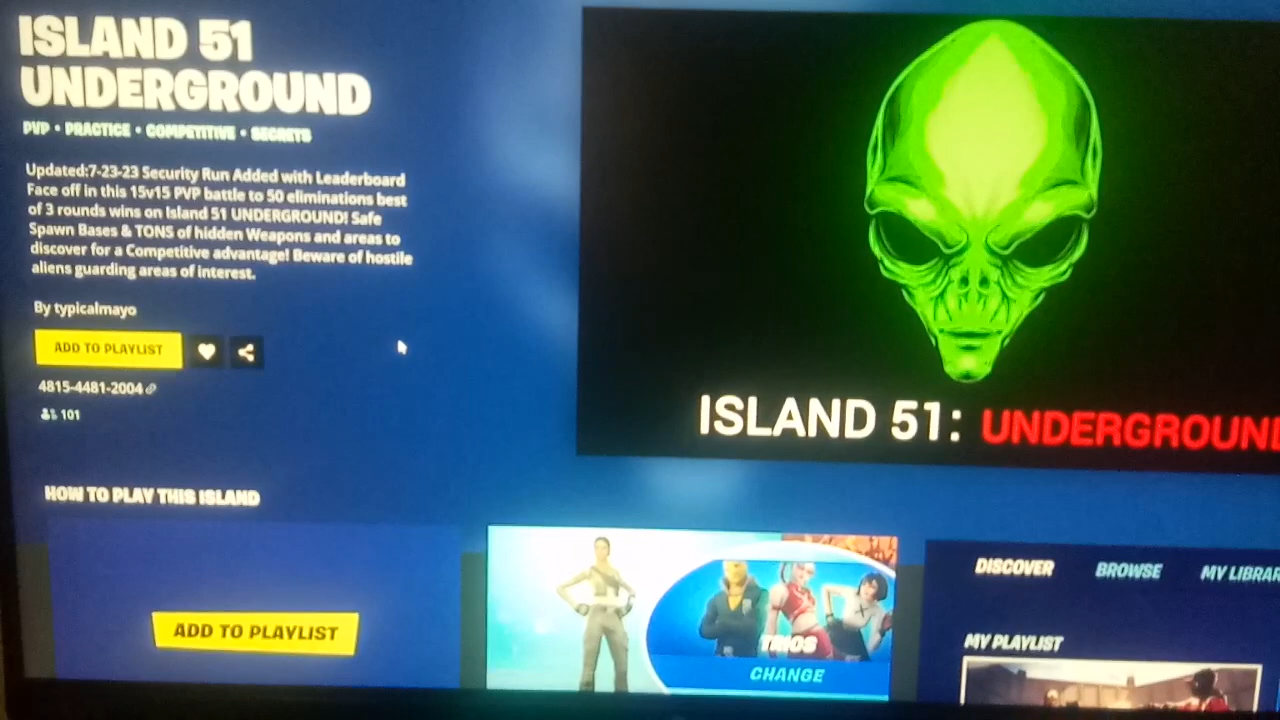 ISLAND 51
UNDERGROUND
PVP • PRACTICE • COMPETITIVE • SECRETS
Updated:7-23-23 Security Run Added with Leaderboard
Face off in this 15v15 PVP battle to 50 eliminations best
of 3 rounds wins on Island 51 UNDERGROUND! Safe
Spawn Bases & TONS of hidden Weapons and areas to
discover for a Competitive advantage! Beware of hostile
aliens guarding areas of interest.
By typicalmayo
ADD TO PLAYLIST
4815-4481-2004
101
ISLAND 51: UNDERGROUND
HOW TO PLAY THIS ISLAND
ADD TO PLAYLIST
TRIOS
CHANGE
DISCOVER BROWSE MY LIBRAR
MY PLAYLIST